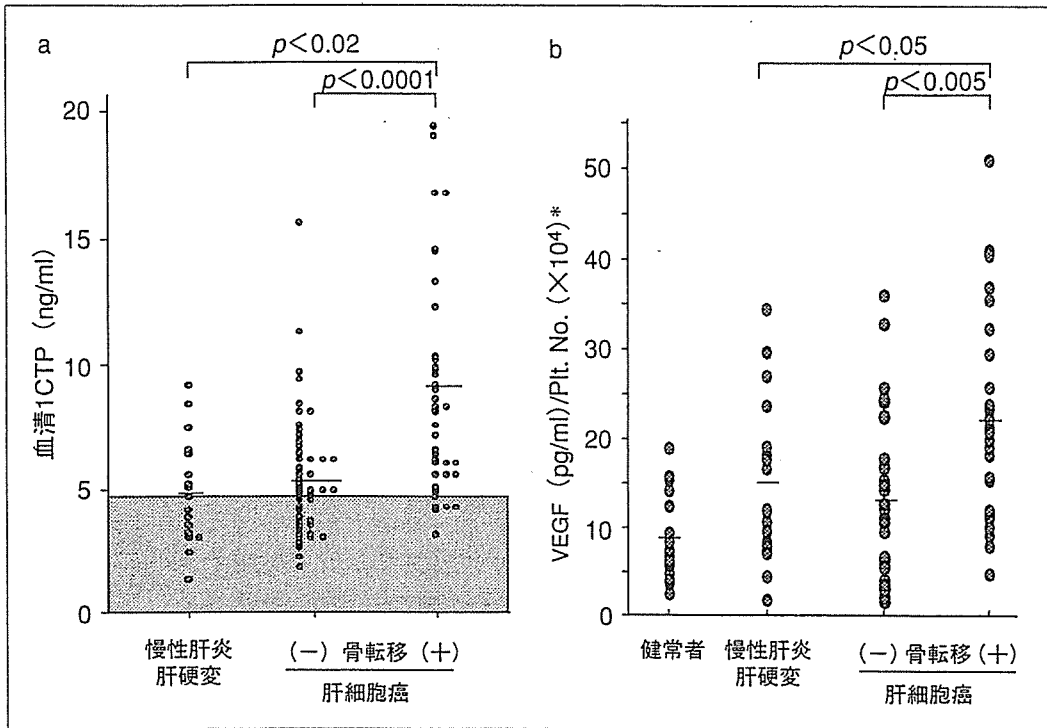 a
p<0.02
p<0.0001
血清1CTP (ng/ml)
20
15
10
5
0
慢性肝炎
肝硬変
(−) 骨転移 (+)
肝細胞癌
b
p<0.05
p<0.005
VEGF (pg/ml)/Plt. No. (×10⁴)*
50
40
30
20
10
0
健常者
慢性肝炎
肝硬変
(−) 骨転移 (+)
肝細胞癌